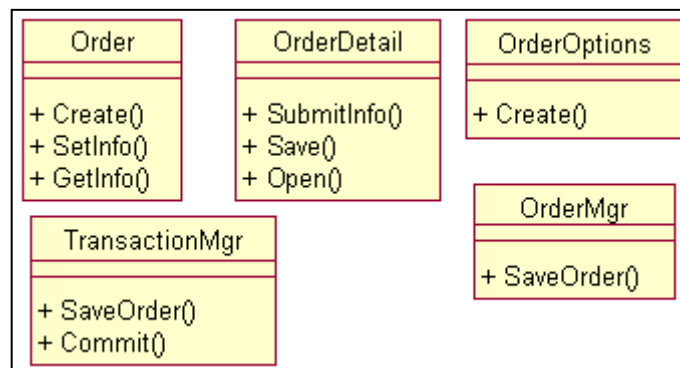 Order
+ Create()
+ SetInfo()
+ GetInfo()
OrderDetail
+ SubmitInfo()
+ Save()
+ Open()
OrderOptions
+ Create()
TransactionMgr
+ SaveOrder()
+ Commit()
OrderMgr
+ SaveOrder()